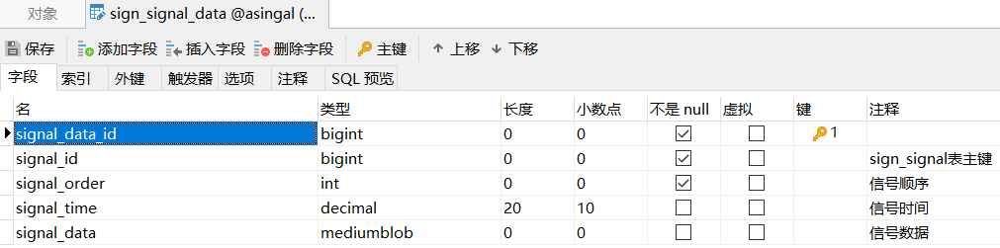 对象 sign_signal_data @asingal (...
保存 添加字段 插入字段 删除字段 主键 上移 下移
字段 索引 外键 触发器 选项 注释 SQL 预览
名 类型 长度 小数点 不是 null 虚拟 键 注释
signal_data_id bigint 0 0 1
signal_id bigint 0 0 sign_signal表主键
signal_order int 0 0 信号顺序
signal_time decimal 20 10 信号时间
signal_data mediumblob 0 0 信号数据